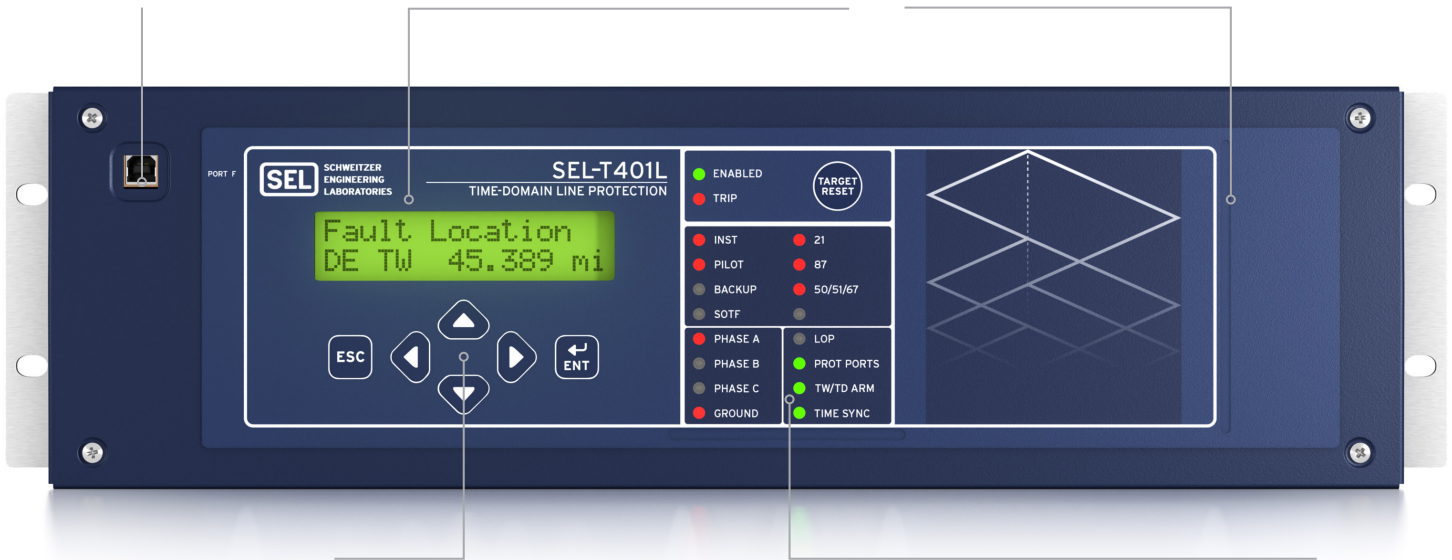 PORT F
SEL
SCHWEITZER
ENGINEERING
LABORATORIES
SEL-T401L
TIME-DOMAIN LINE PROTECTION
Fault Location
DE TW 45.389 mi
ESC
ENT
ENABLED
TRIP
TARGET
RESET
INST
PILOT
BACKUP
SOTF
21
87
50/51/67
PHASE A
PHASE B
PHASE C
GROUND
LOP
PROT PORTS
TW/TD ARM
TIME SYNC